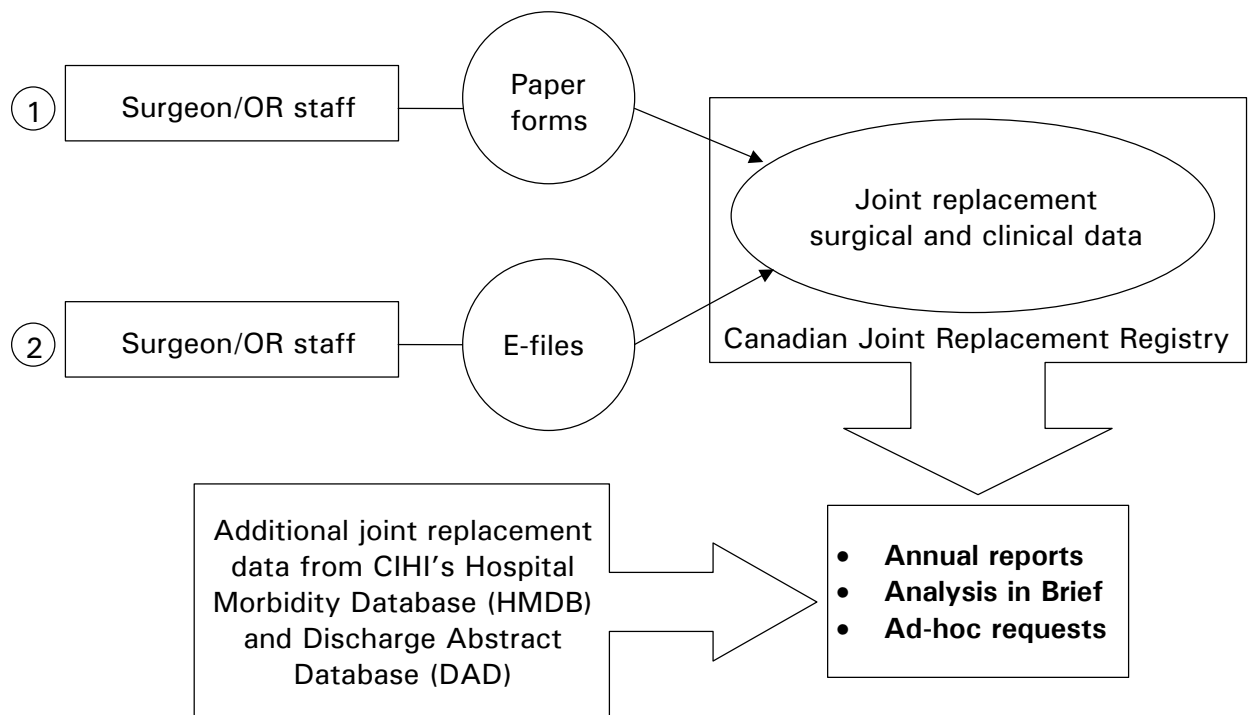 1
Surgeon/OR staff
Paper
forms
Joint replacement
surgical and clinical data
2
Surgeon/OR staff
E-files
Canadian Joint Replacement Registry
Additional joint replacement
data from CIHI's Hospital
Morbidity Database (HMDB)
and Discharge Abstract
Database (DAD)
• Annual reports
• Analysis in Brief
• Ad-hoc requests